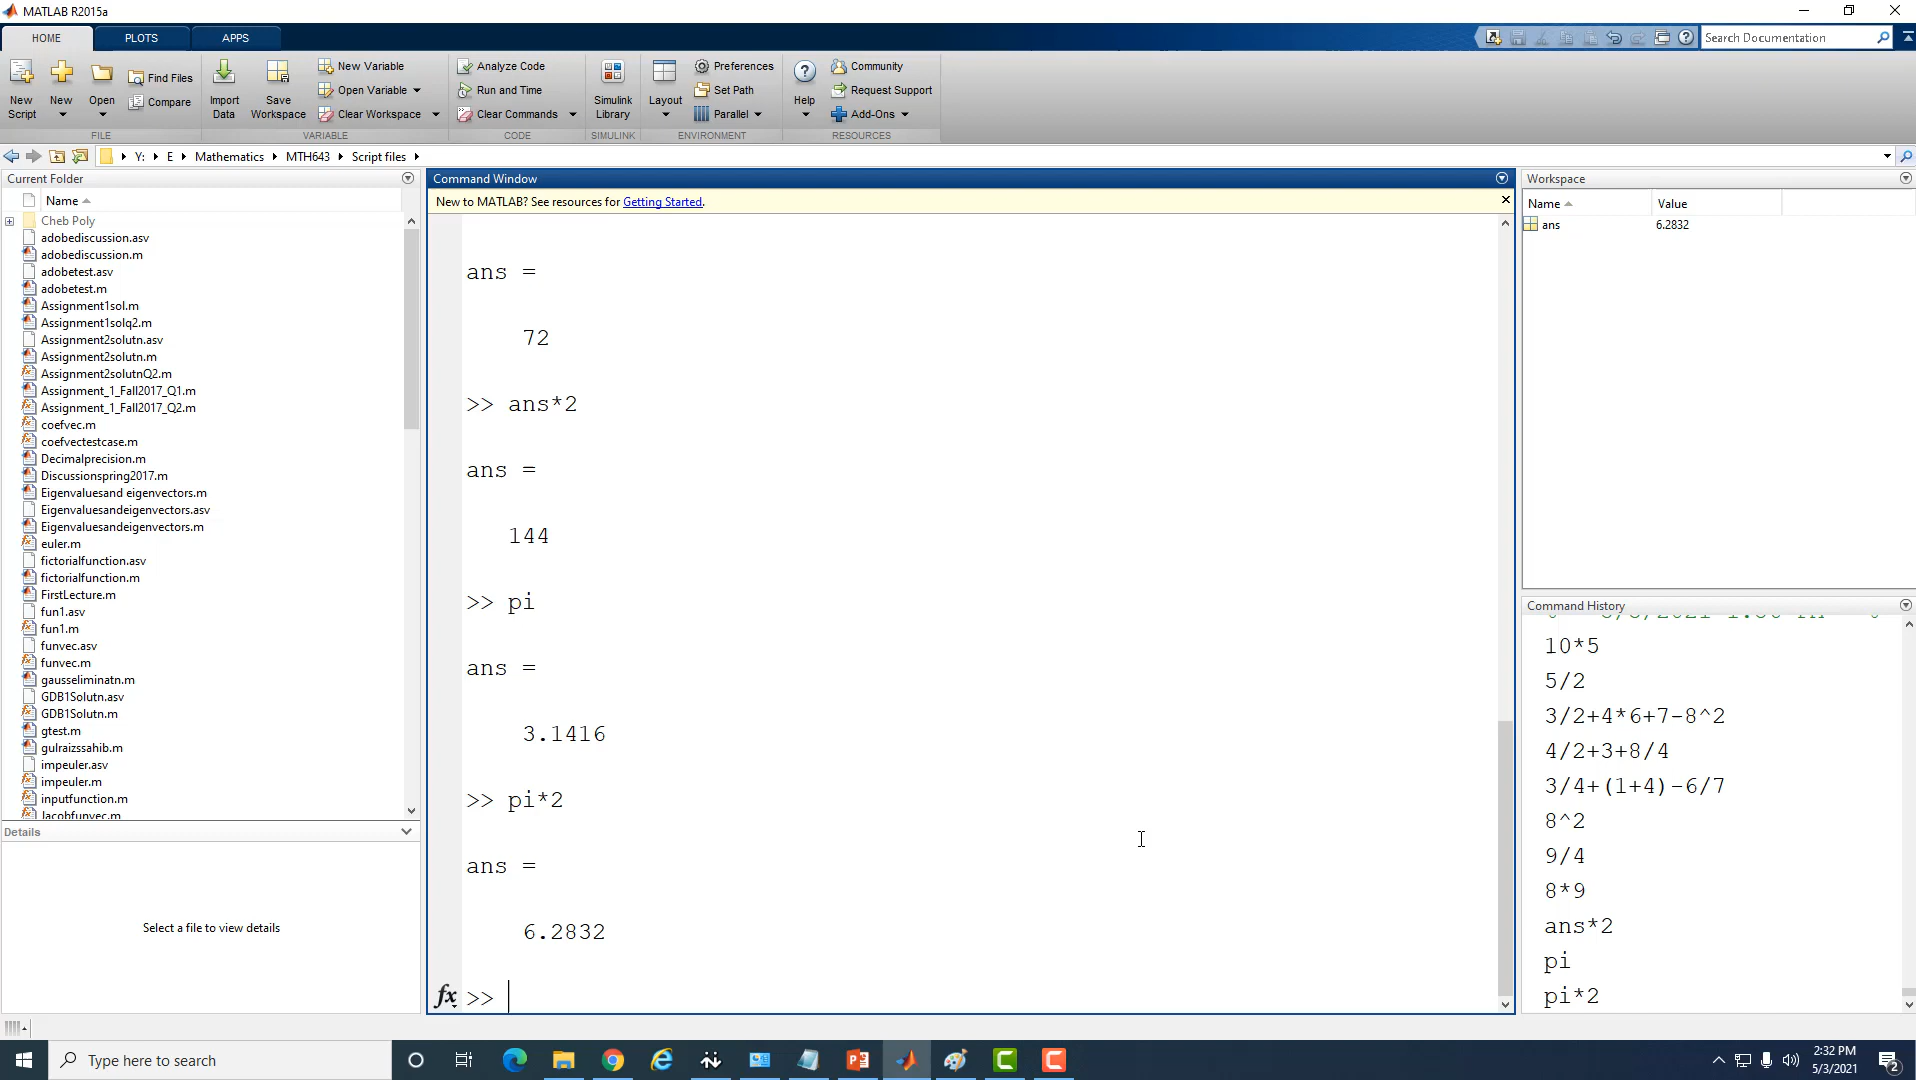 MATLAB R2015a
HOME
PLOTS
APPS
Search Documentation
New Script
New
Open
Find Files
Compare
Import Data
Save Workspace
New Variable
Open Variable
Clear Workspace
Analyze Code
Run and Time
Clear Commands
Simulink Library
Layout
Preferences
Set Path
Parallel
Help
Community
Request Support
Add-Ons
FILE
VARIABLE
CODE
SIMULINK
ENVIRONMENT
RESOURCES
Y: E Mathematics MTH643 Script files
Current Folder
Name
Cheb Poly
adobediscussion.asv
adobediscussion.m
adobetest.asv
adobetest.m
Assignment1sol.m
Assignment1solq2.m
Assignment2solutn.asv
Assignment2solutn.m
Assignment2solutnQ2.m
Assignment_1_Fall2017_Q1.m
Assignment_1_Fall2017_Q2.m
coefvec.m
coefvectestcase.m
Decimalprecision.m
Discussionspring2017.m
Eigenvaluesand eigenvectors.m
Eigenvaluesandeigenvectors.asv
Eigenvaluesandeigenvectors.m
euler.m
fictorialfunction.asv
fictorialfunction.m
FirstLecture.m
fun1.asv
fun1.m
funvec.asv
funvec.m
gausseliminatn.m
GDB1Solutn.asv
GDB1Solutn.m
gtest.m
gulraizssahib.m
impeuler.asv
impeuler.m
inputfunction.m
Jacobfunvec.m
Details
Select a file to view details
Command Window
New to MATLAB? See resources for Getting Started.
ans =
72
>> ans*2
ans =
144
>> pi
ans =
3.1416
>> pi*2
ans =
6.2832
fx >>
Workspace
Name Value
ans 6.2832
Command History
10*5
5/2
3/2+4*6+7-8^2
4/2+3+8/4
3/4+(1+4)-6/7
8^2
9/4
8*9
ans*2
pi
pi*2
Type here to search
2:32 PM
5/3/2021
2